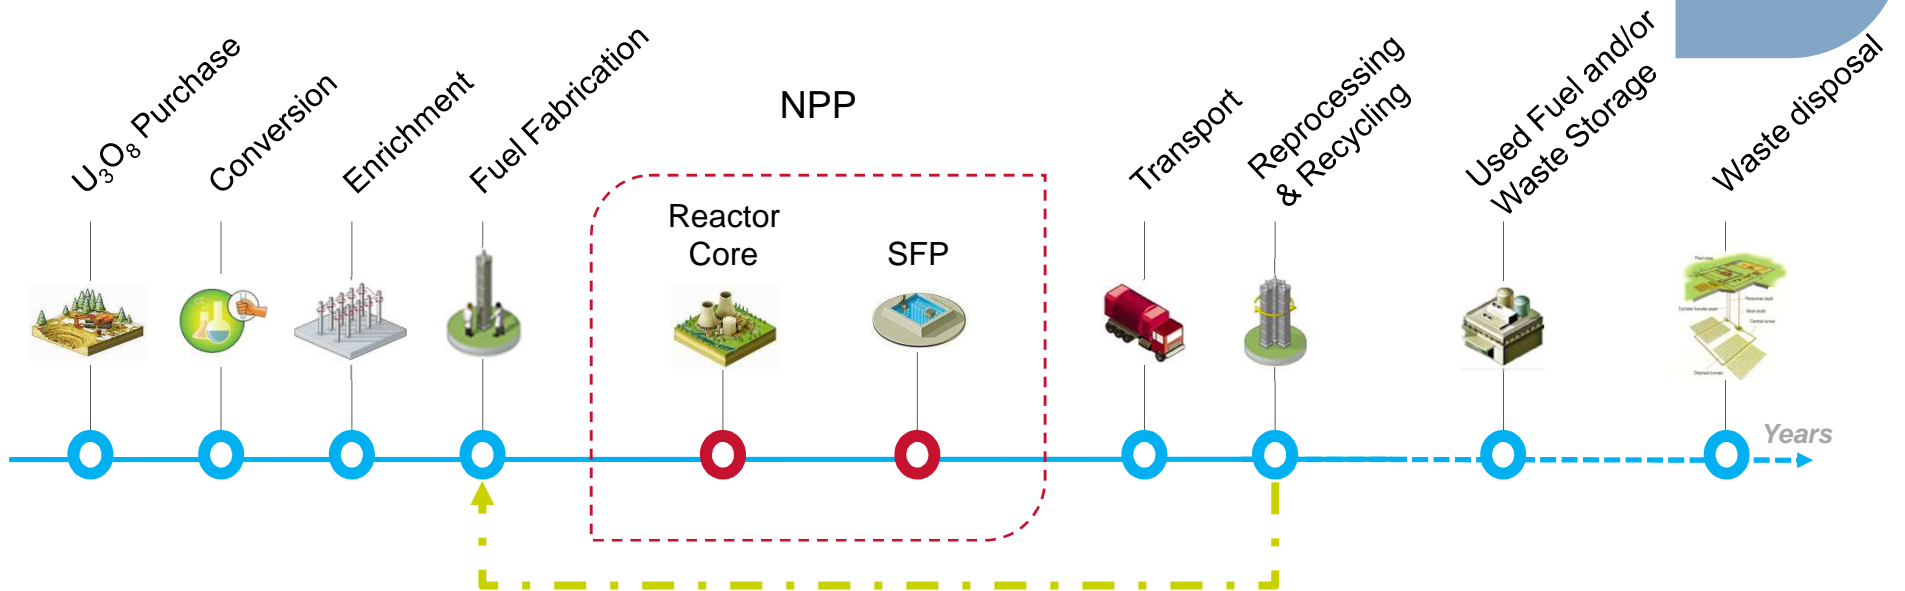 U₃O₈ Purchase
Conversion
Enrichment
Fuel Fabrication
NPP
Reactor
Core
SFP
Transport
Reprocessing
& Recycling
Used Fuel and/or
Waste Storage
Waste disposal
Years